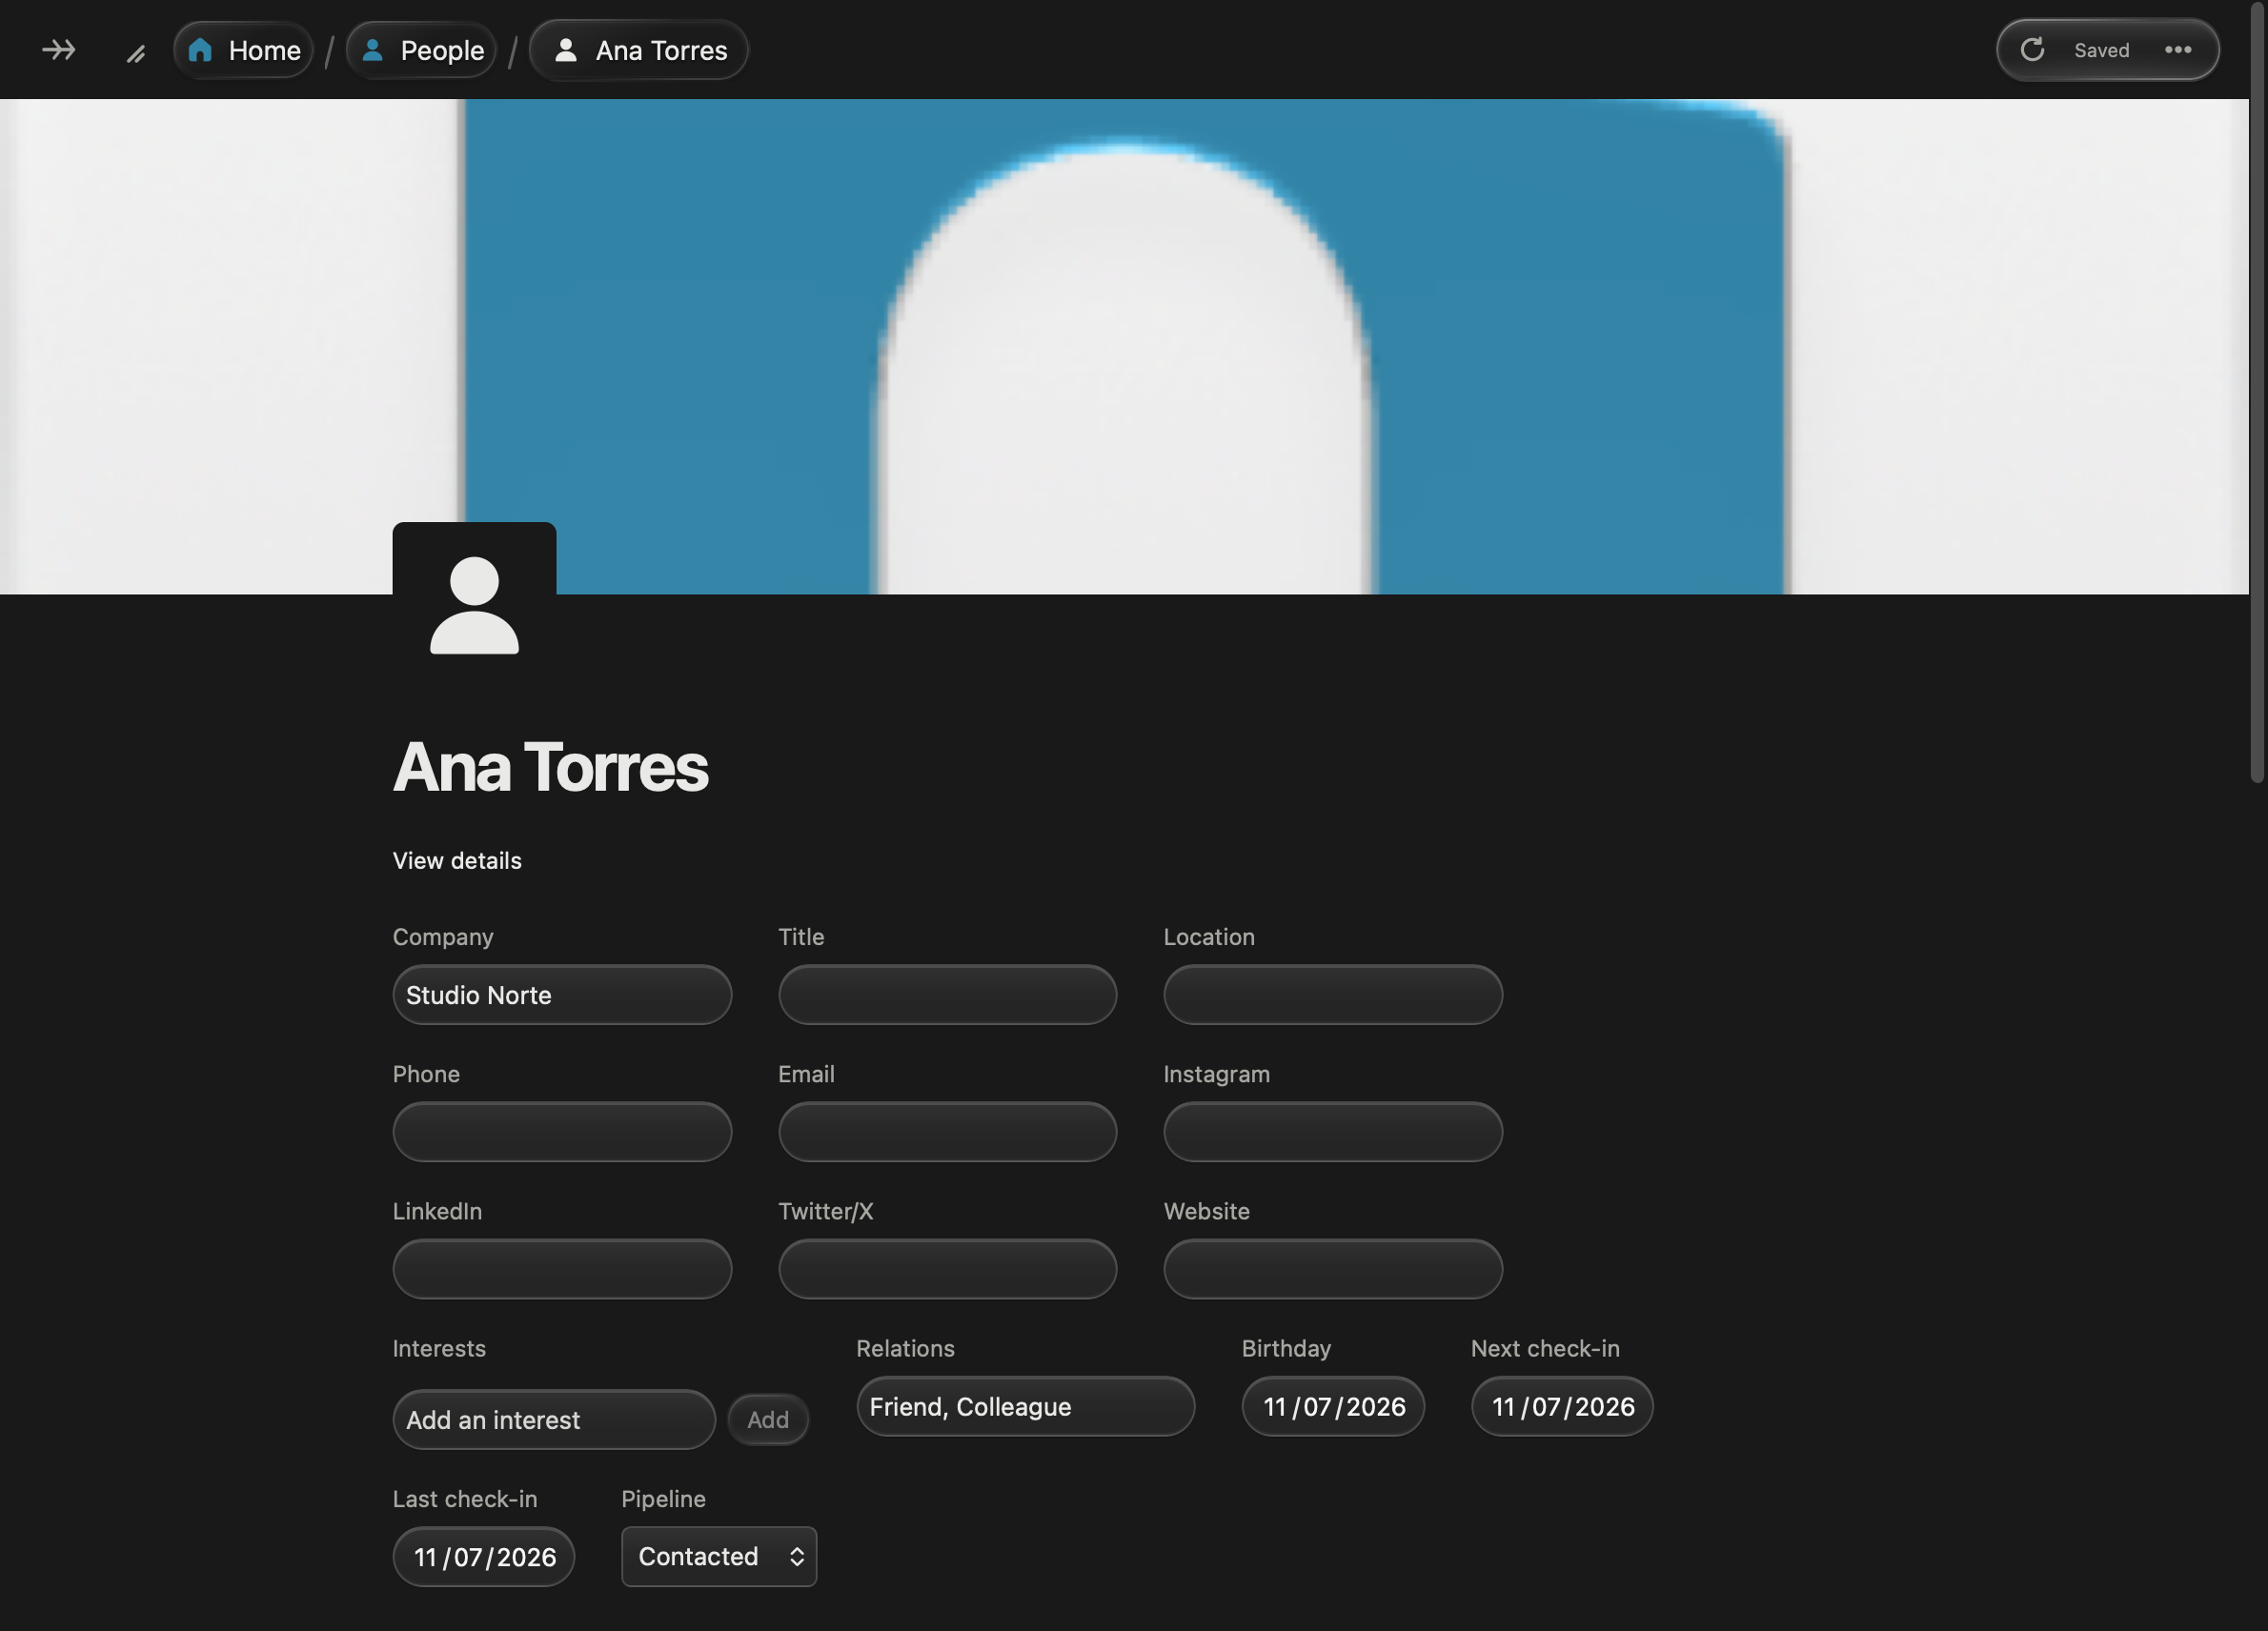 Home / People / Ana Torres
Saved
Ana Torres
View details
Company Title Location
Studio Norte
Phone Email Instagram
LinkedIn Twitter/X Website
Interests Relations Birthday Next check-in
Add an interest Add Friend, Colleague 11/07/2026 11/07/2026
Last check-in Pipeline
11/07/2026 Contacted